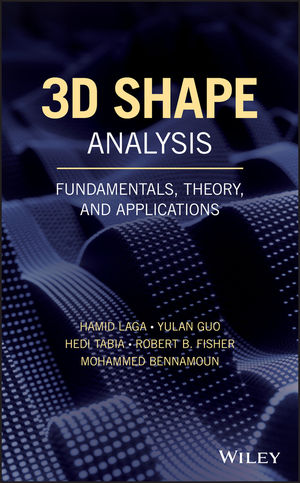 3D SHAPE
ANALYSIS
FUNDAMENTALS, THEORY,
AND APPLICATIONS
HAMID LAGA • YULAN GUO
HEDI TABIA • ROBERT B. FISHER
MOHAMMED BENNAMOUN
WILEY